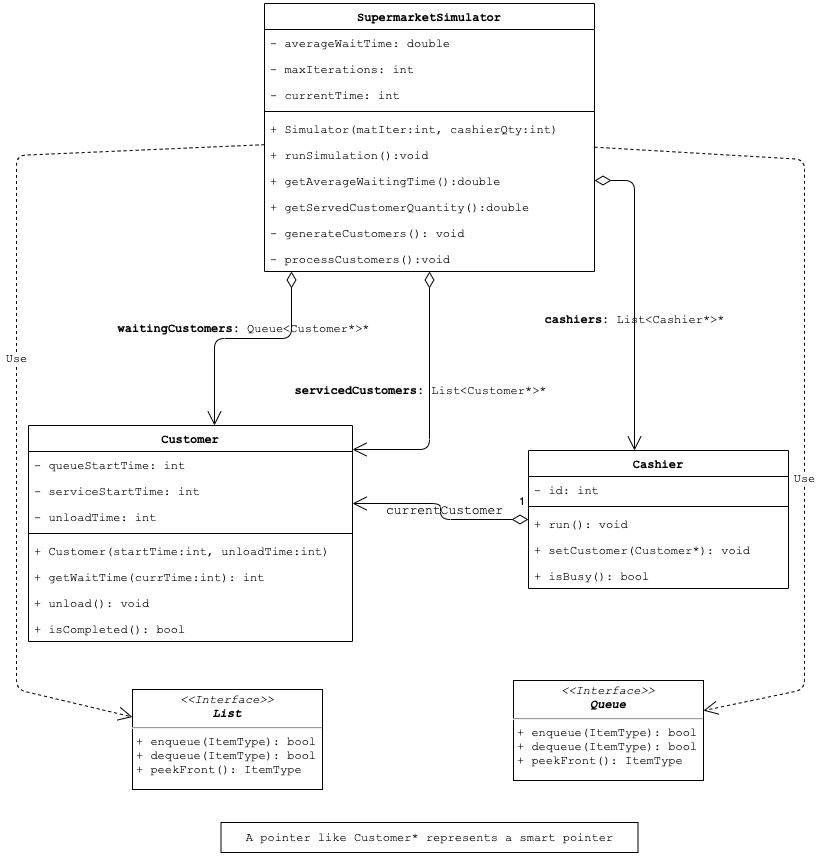 SupermarketSimulator
- averageWaitTime: double
- maxIterations: int
- currentTime: int
+ Simulator(matIter:int, cashierQty:int)
+ runSimulation():void
+ getAverageWaitingTime():double
+ getServedCustomerQuantity():double
- generateCustomers(): void
- processCustomers():void
cashiers: List<Cashier*>*
waitingCustomers: Queue<Customer*>*
Use
servicedCustomers: List<Customer*>*
Customer
- queueStartTime: int
- serviceStartTime: int
- unloadTime: int
+ Customer(startTime:int, unloadTime:int)
+ getWaitTime(currTime:int): int
+ unload(): void
+ isCompleted(): bool
currentCustomer
1
Cashier
- id: int
+ run(): void
+ setCustomer(Customer*): void
+ isBusy(): bool
Use
<<Interface>>
List
+ enqueue(ItemType): bool
+ dequeue(ItemType): bool
+ peekFront(): ItemType
<<Interface>>
Queue
+ enqueue(ItemType): bool
+ dequeue(ItemType): bool
+ peekFront(): ItemType
A pointer like Customer* represents a smart pointer